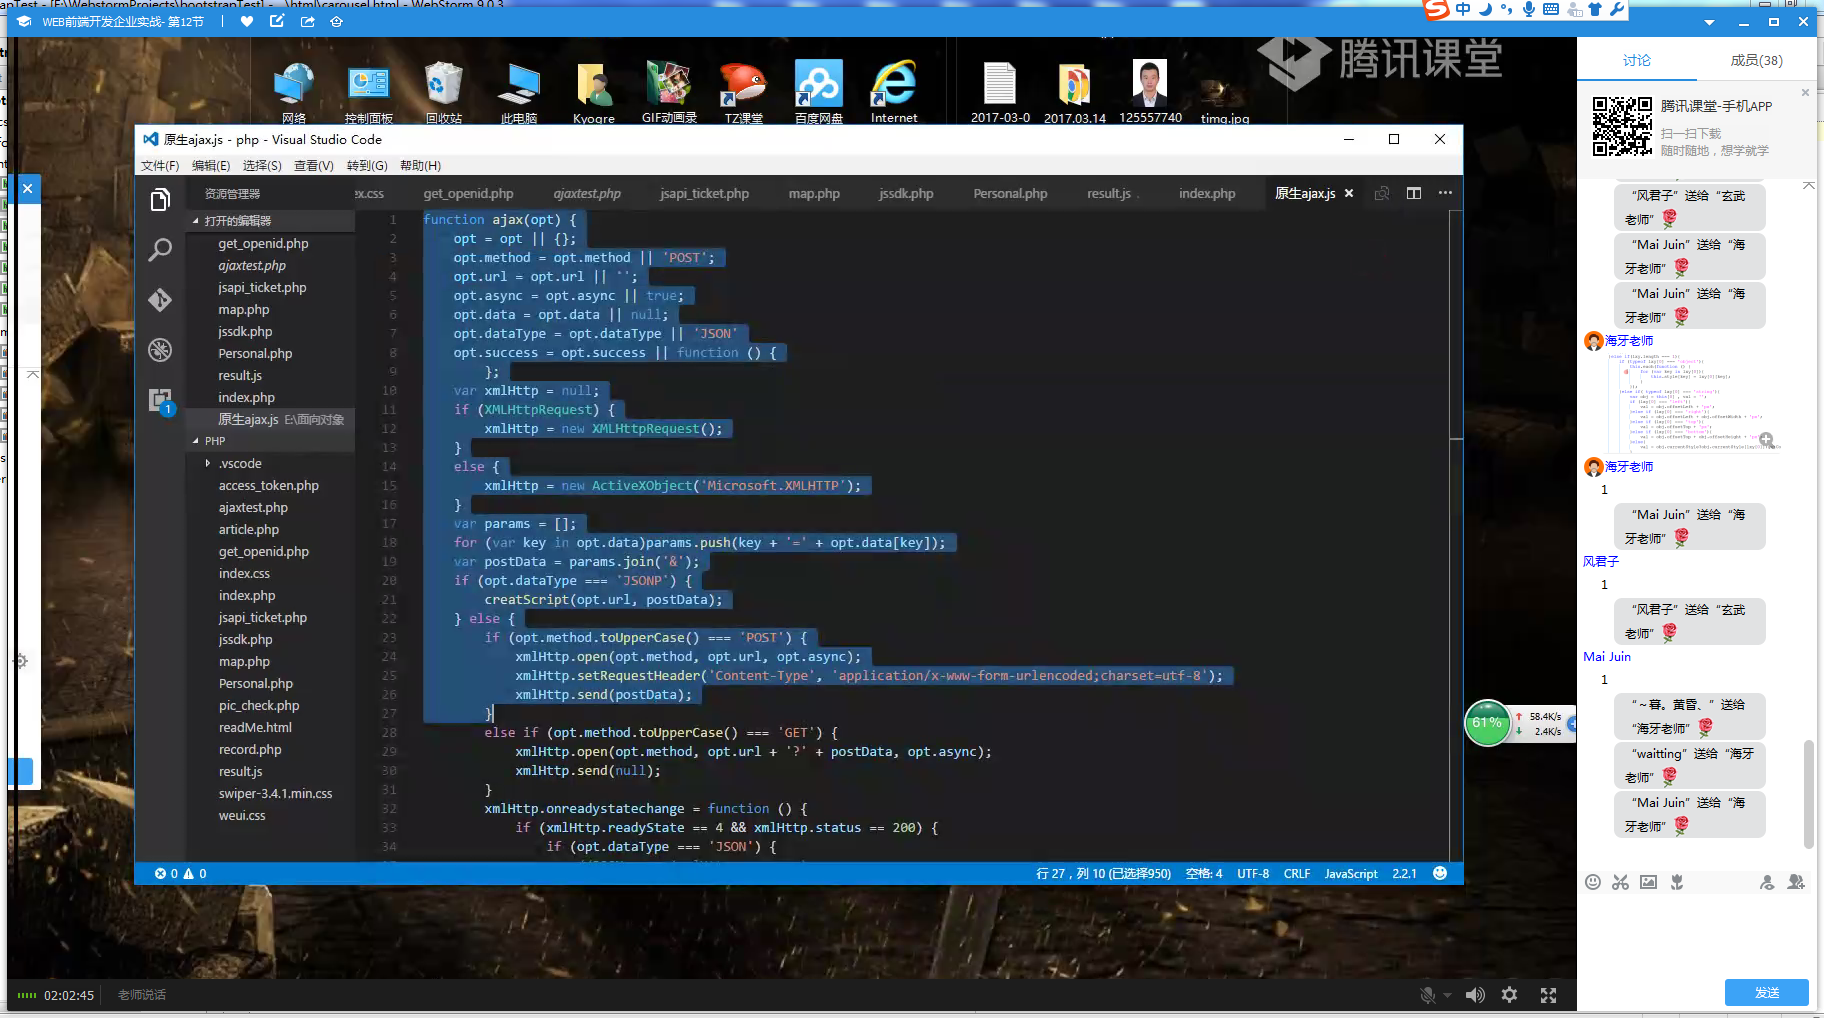 WEB前端开发企业实战- 第12节
中
腾讯课堂
网络
控制面板
回收站
此电脑
Kyogre
GIF动画录
TZ课堂
百度网盘
Internet
2017-03-0
2017.03.14
125557740
timg.jpg
原生ajax.js - php - Visual Studio Code
文件(F) 编辑(E) 选择(S) 查看(V) 转到(G) 帮助(H)
资源管理器
ex.css get_openid.php ajaxtest.php jsapi_ticket.php map.php jssdk.php Personal.php result.js index.php 原生ajax.js
打开的编辑器
get_openid.php
ajaxtest.php
jsapi_ticket.php
map.php
jssdk.php
Personal.php
result.js
index.php
原生ajax.js E:\面向对象
PHP
.vscode
access_token.php
ajaxtest.php
article.php
get_openid.php
index.css
index.php
jsapi_ticket.php
jssdk.php
map.php
Personal.php
pic_check.php
readMe.html
record.php
result.js
swiper-3.4.1.min.css
weui.css
1 function ajax(opt) {
2 opt = opt || {};
3 opt.method = opt.method || 'POST';
4 opt.url = opt.url || '';
5 opt.async = opt.async || true;
6 opt.data = opt.data || null;
7 opt.dataType = opt.dataType || 'JSON'
8 opt.success = opt.success || function () {
9 };
10 var xmlHttp = null;
11 if (XMLHttpRequest) {
12 xmlHttp = new XMLHttpRequest();
13 }
14 else {
15 xmlHttp = new ActiveXObject('Microsoft.XMLHTTP');
16 }
17 var params = [];
18 for (var key in opt.data)params.push(key + '=' + opt.data[key]);
19 var postData = params.join('&');
20 if (opt.dataType === 'JSONP') {
21 creatScript(opt.url, postData);
22 } else {
23 if (opt.method.toUpperCase() === 'POST') {
24 xmlHttp.open(opt.method, opt.url, opt.async);
25 xmlHttp.setRequestHeader('Content-Type', 'application/x-www-form-urlencoded;charset=utf-8');
26 xmlHttp.send(postData);
27 }
28 else if (opt.method.toUpperCase() === 'GET') {
29 xmlHttp.open(opt.method, opt.url + '?' + postData, opt.async);
30 xmlHttp.send(null);
31 }
32 xmlHttp.onreadystatechange = function () {
33 if (xmlHttp.readyState == 4 && xmlHttp.status == 200) {
34 if (opt.dataType === 'JSON') {
1
0 0
行 27，列 10 (已选择950) 空格: 4 UTF-8 CRLF JavaScript 2.2.1
61%
58.4K/s
2.4K/s
02:02:45 老师说话
讨论
成员(38)
腾讯课堂-手机APP
扫一扫下载
随时随地，想学就学
“风君子”送给“玄武
老师”
“Mai Juin”送给“海
牙老师”
“Mai Juin”送给“海
牙老师”
海牙老师
海牙老师
1
“Mai Juin”送给“海
牙老师”
风君子
1
“风君子”送给“玄武
老师”
Mai Juin
1
“～暮。黄昏、”送给
“海牙老师”
“waitting”送给“海牙
老师”
“Mai Juin”送给“海
牙老师”
发送